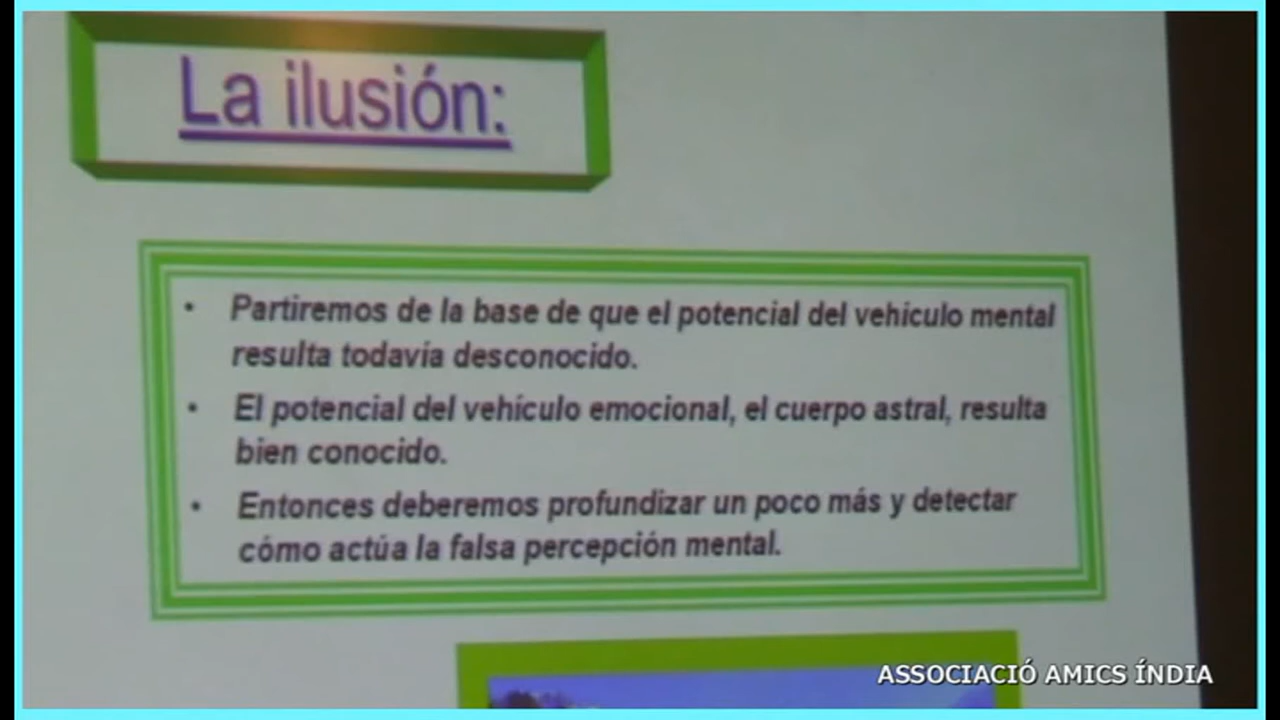 La ilusión:
• Partiremos de la base de que el potencial del vehículo mental
resulta todavía desconocido.
• El potencial del vehículo emocional, el cuerpo astral, resulta
bien conocido.
• Entonces deberemos profundizar un poco más y detectar
cómo actúa la falsa percepción mental.
ASSOCIACIÓ AMICS ÍNDIA